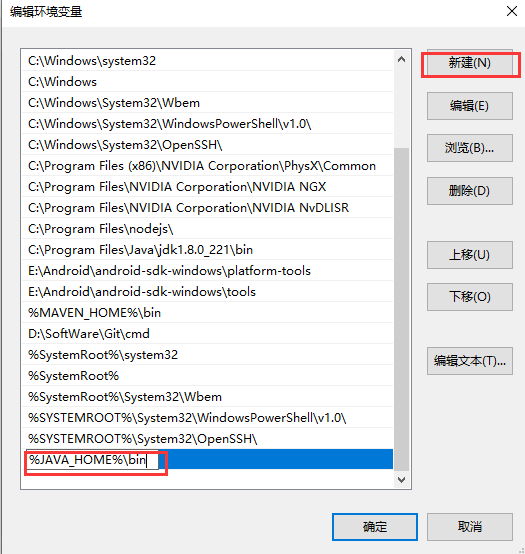 编辑环境变量
C:\Windows\system32
C:\Windows
C:\Windows\System32\Wbem
C:\Windows\System32\WindowsPowerShell\v1.0\
C:\Windows\System32\OpenSSH\
C:\Program Files (x86)\NVIDIA Corporation\PhysX\Common
C:\Program Files\NVIDIA Corporation\NVIDIA NGX
C:\Program Files\NVIDIA Corporation\NVIDIA NvDLISR
C:\Program Files\nodejs\
C:\Program Files\Java\jdk1.8.0_221\bin
E:\Android\android-sdk-windows\platform-tools
E:\Android\android-sdk-windows\tools
%MAVEN_HOME%\bin
D:\SoftWare\Git\cmd
%SystemRoot%\system32
%SystemRoot%
%SystemRoot%\System32\Wbem
%SYSTEMROOT%\System32\WindowsPowerShell\v1.0\
%SYSTEMROOT%\System32\OpenSSH\
%JAVA_HOME%\bin
新建(N)
编辑(E)
浏览(B)...
删除(D)
上移(U)
下移(O)
编辑文本(T)...
确定
取消